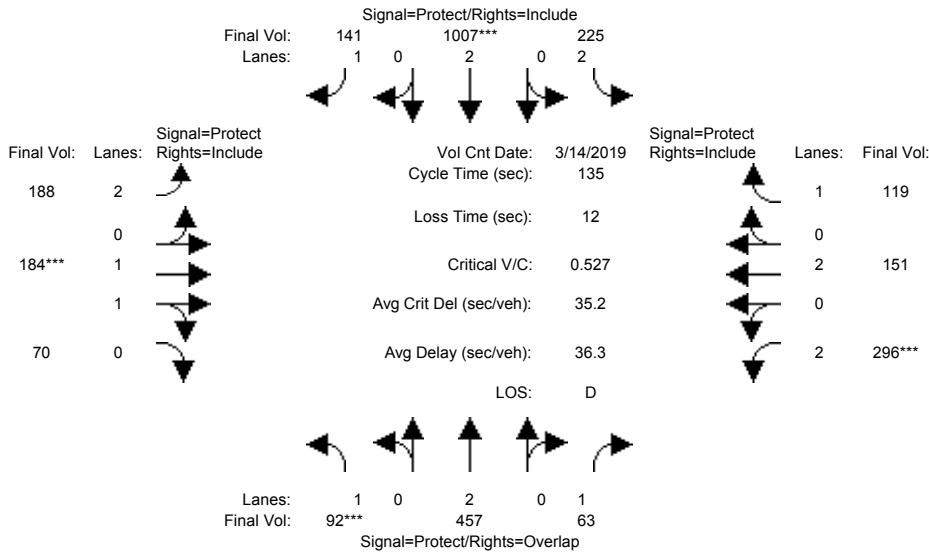 Signal=Protect/Rights=Include
Final Vol: 141 1007*** 225
Lanes: 1 0 2 0 2
Signal=Protect
Final Vol: Lanes: Rights=Include
Vol Cnt Date: 3/14/2019
Signal=Protect
Rights=Include Lanes: Final Vol:
Cycle Time (sec): 135
188 2
1 119
Loss Time (sec): 12
0
0
184*** 1
Critical V/C: 0.527
2 151
1
Avg Crit Del (sec/veh): 35.2
0
70 0
Avg Delay (sec/veh): 36.3
2 296***
LOS: D
Lanes: 1 0 2 0 1
Final Vol: 92*** 457 63
Signal=Protect/Rights=Overlap